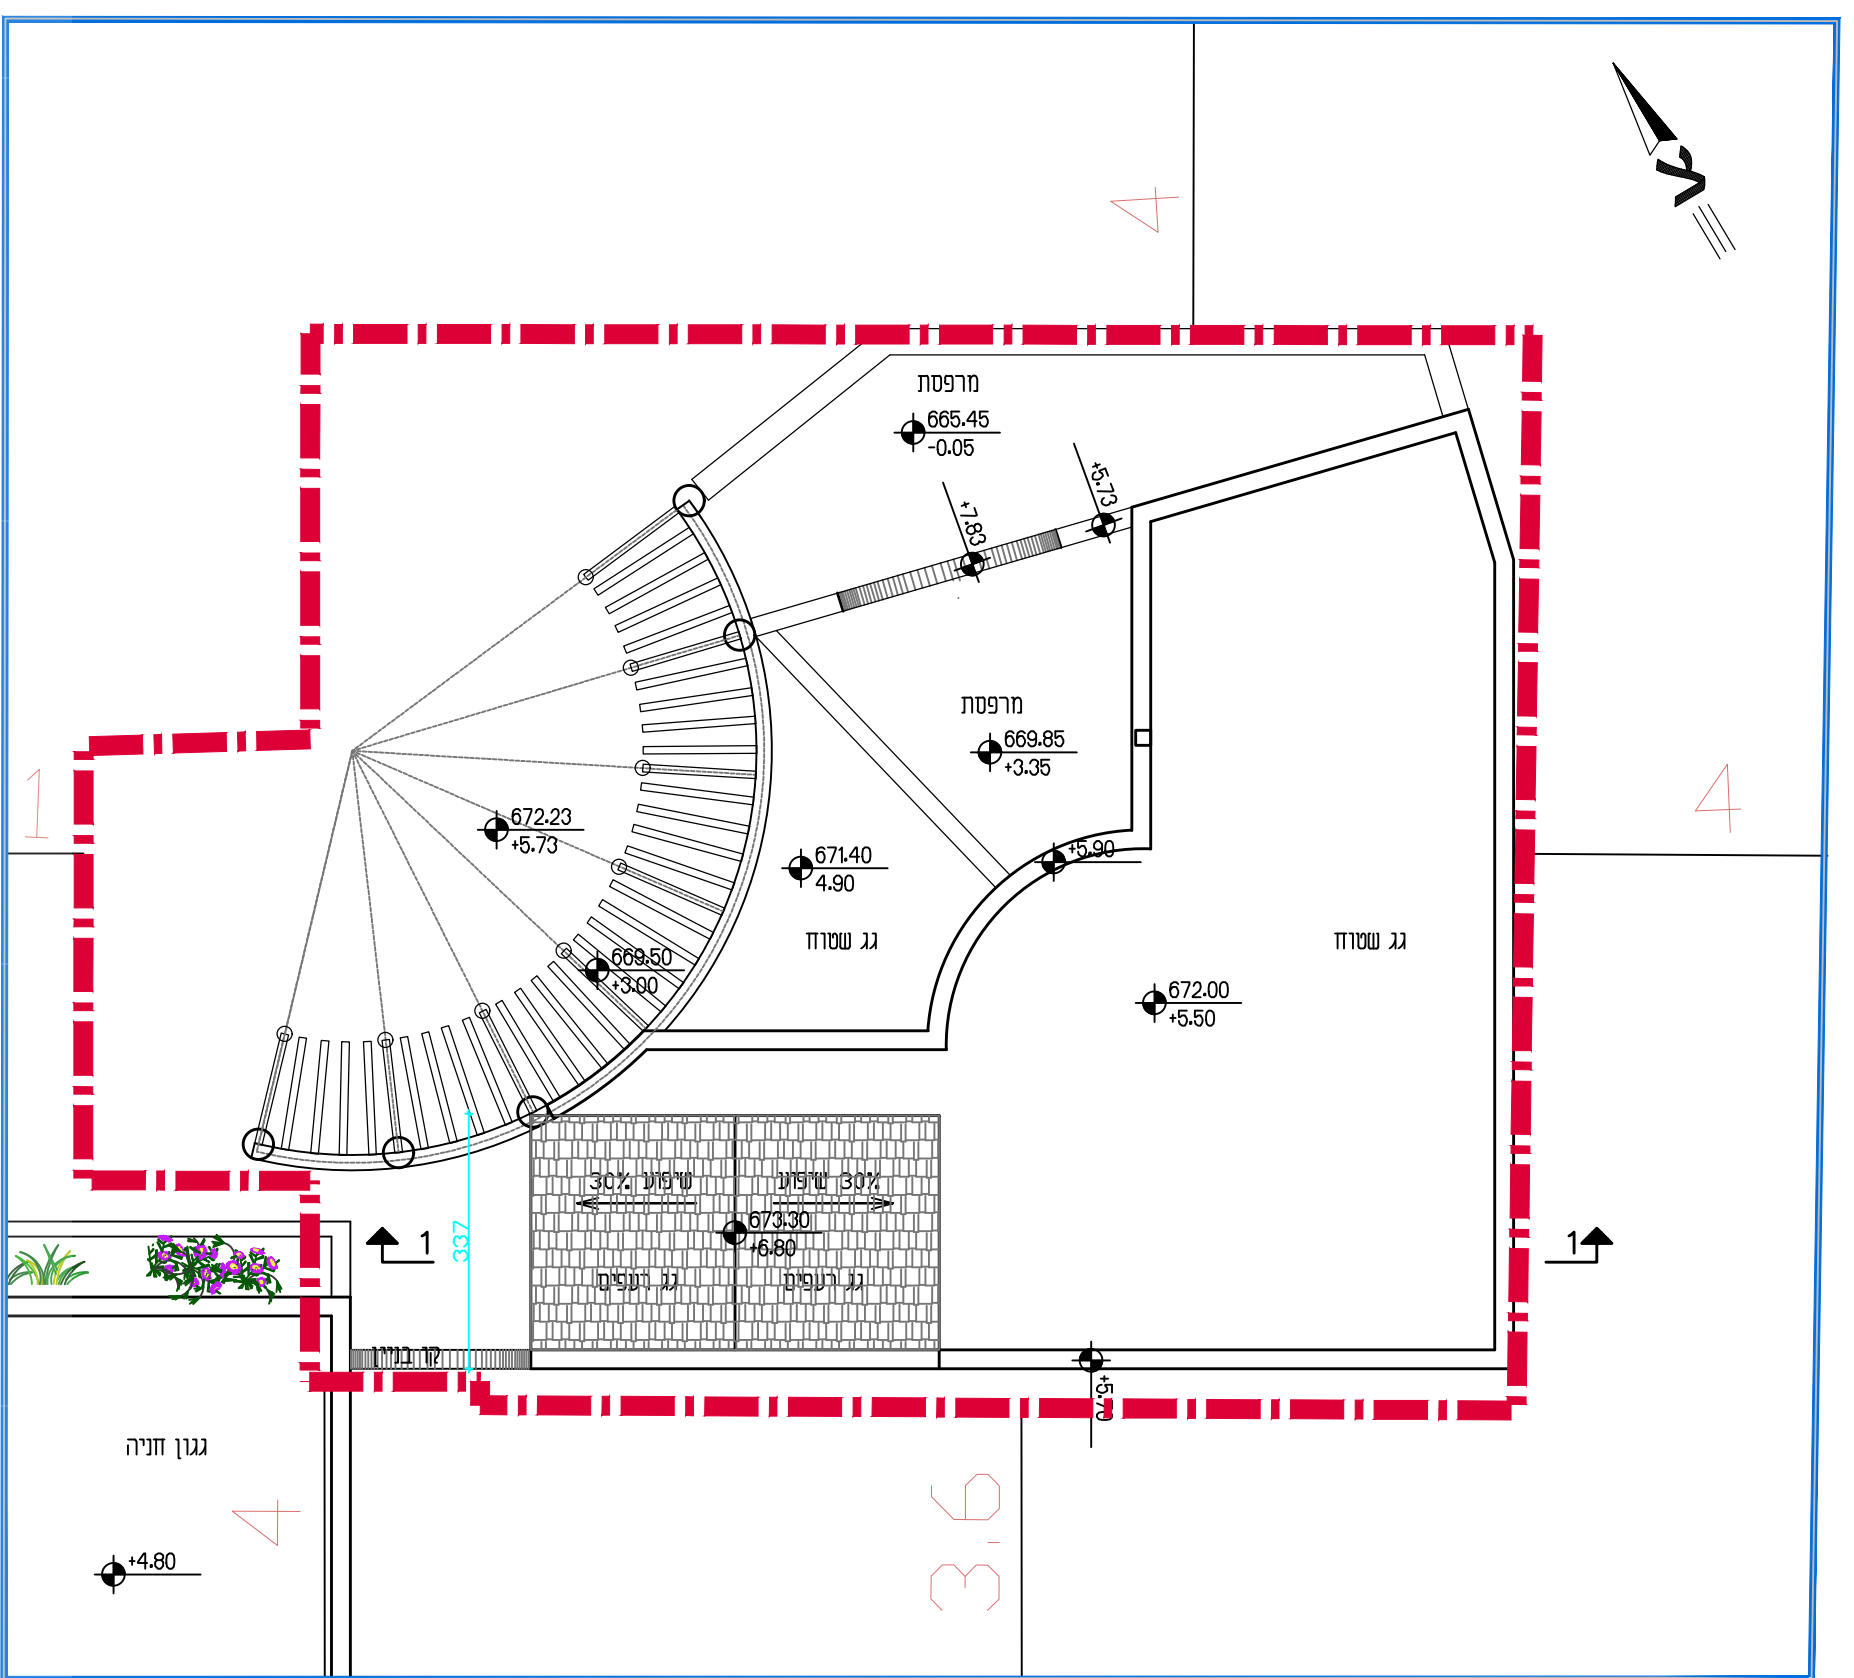 4
מרפסת
665.45
-0.05
+5.73
+7.83
מרפסת
669.85
+3.35
1
4
672.23
+5.73
671.40
4.90
+5.90
גג שטוח
גג שטוח
669.50
+3.00
672.00
+5.50
30% שיפוע
שיפוע 30%
673.30
+6.80
1
337
1
גג רעפים
גג רעפים
קו בניין
+5.70
גגון חניה
4
3.6
+4.80